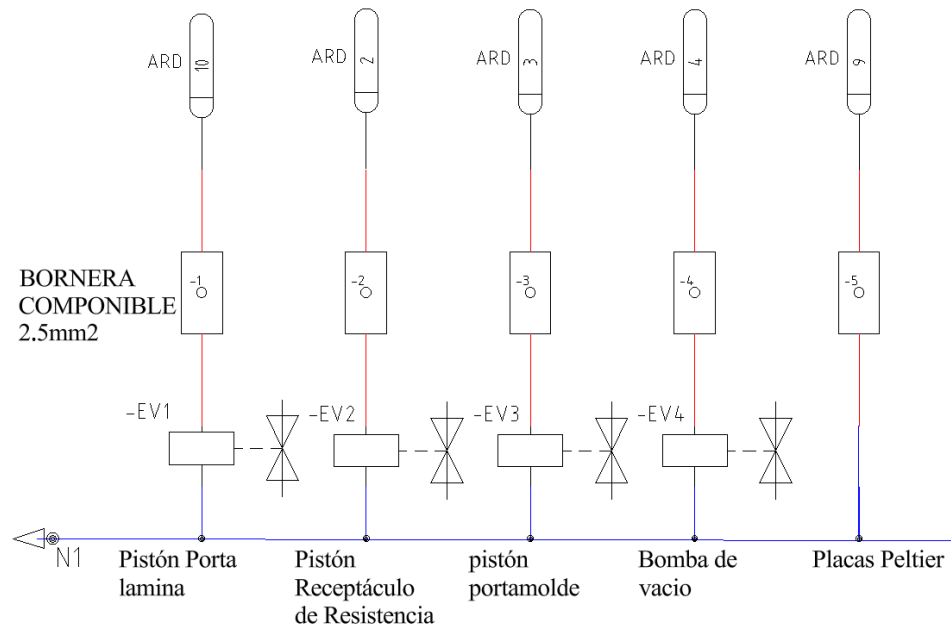 ARD 10
ARD 2
ARD 3
ARD 4
ARD 9
BORNERA
COMPONIBLE
2.5mm2
-1
-2
-3
-4
-5
-EV1
-EV2
-EV3
-EV4
N1
Pistón Porta
lamina
Pistón
Receptáculo
de Resistencia
pistón
portamolde
Bomba de
vacio
Placas Peltier